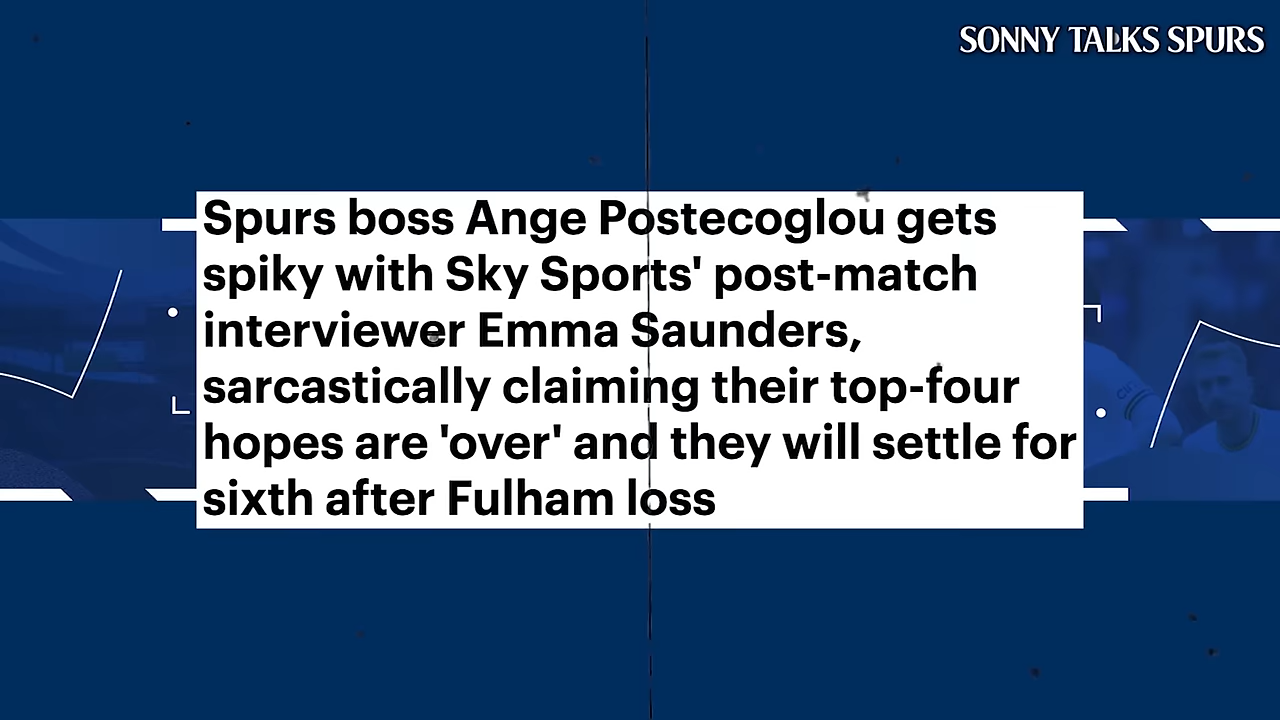 SONNY TALKS SPURS
Spurs boss Ange Postecoglou gets
spiky with Sky Sports' post-match
interviewer Emma Saunders,
sarcastically claiming their top-four
hopes are 'over' and they will settle for
sixth after Fulham loss